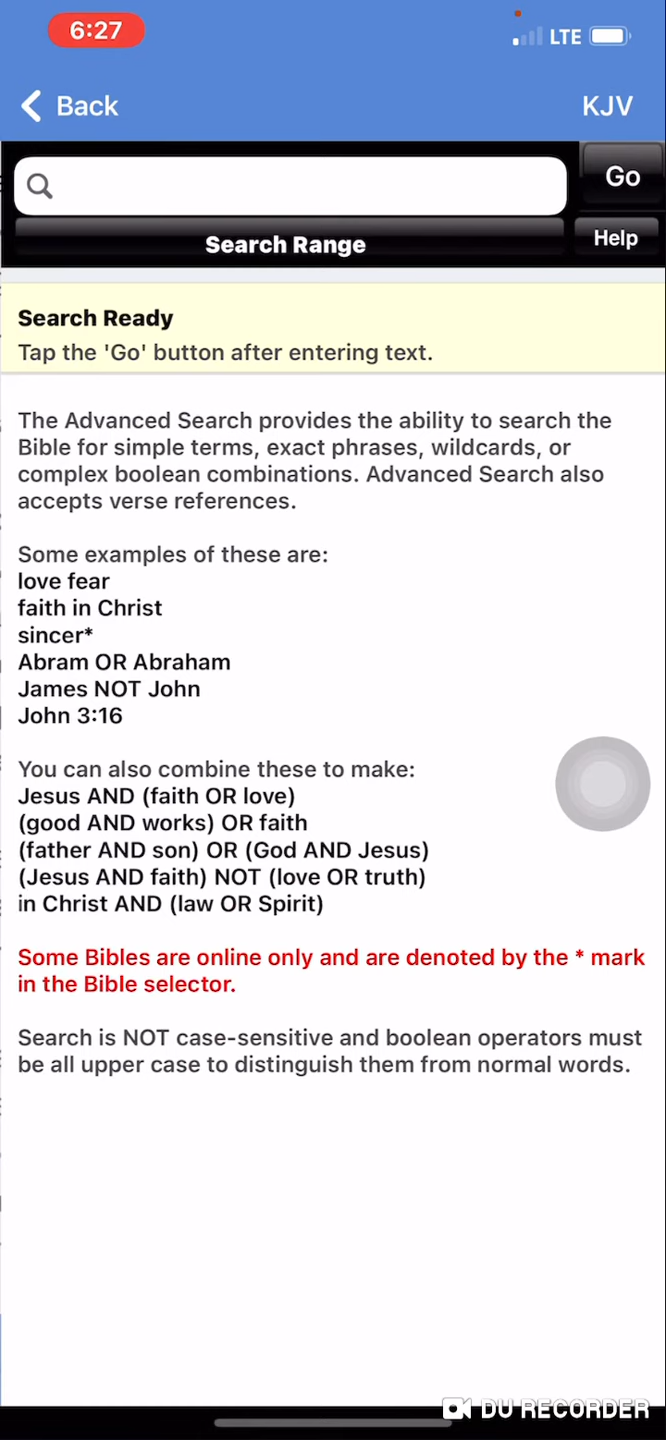 6:27
LTE
Back
KJV
Go
Search Range
Help
Search Ready
Tap the 'Go' button after entering text.
The Advanced Search provides the ability to search the
Bible for simple terms, exact phrases, wildcards, or
complex boolean combinations. Advanced Search also
accepts verse references.
Some examples of these are:
love fear
faith in Christ
sincer*
Abram OR Abraham
James NOT John
John 3:16
You can also combine these to make:
Jesus AND (faith OR love)
(good AND works) OR faith
(father AND son) OR (God AND Jesus)
(Jesus AND faith) NOT (love OR truth)
in Christ AND (law OR Spirit)
Some Bibles are online only and are denoted by the * mark
in the Bible selector.
Search is NOT case-sensitive and boolean operators must
be all upper case to distinguish them from normal words.
DU RECORDER